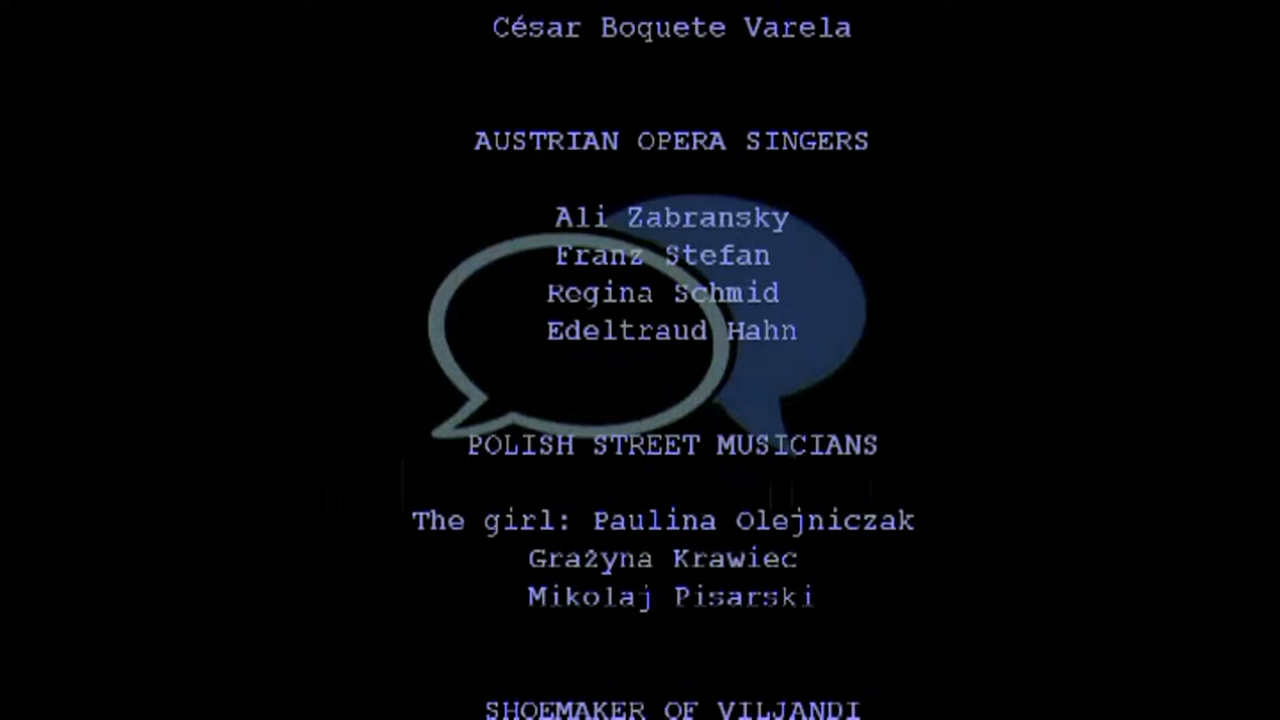 César Boquete Varela
AUSTRIAN OPERA SINGERS
Ali Zabransky
Franz Stefan
Regina Schmid
Edeltraud Hahn
POLISH STREET MUSICIANS
The girl: Paulina Olejniczak
Grażyna Krawiec
Mikolaj Pisarski
SHOEMAKER OF VILJANDI